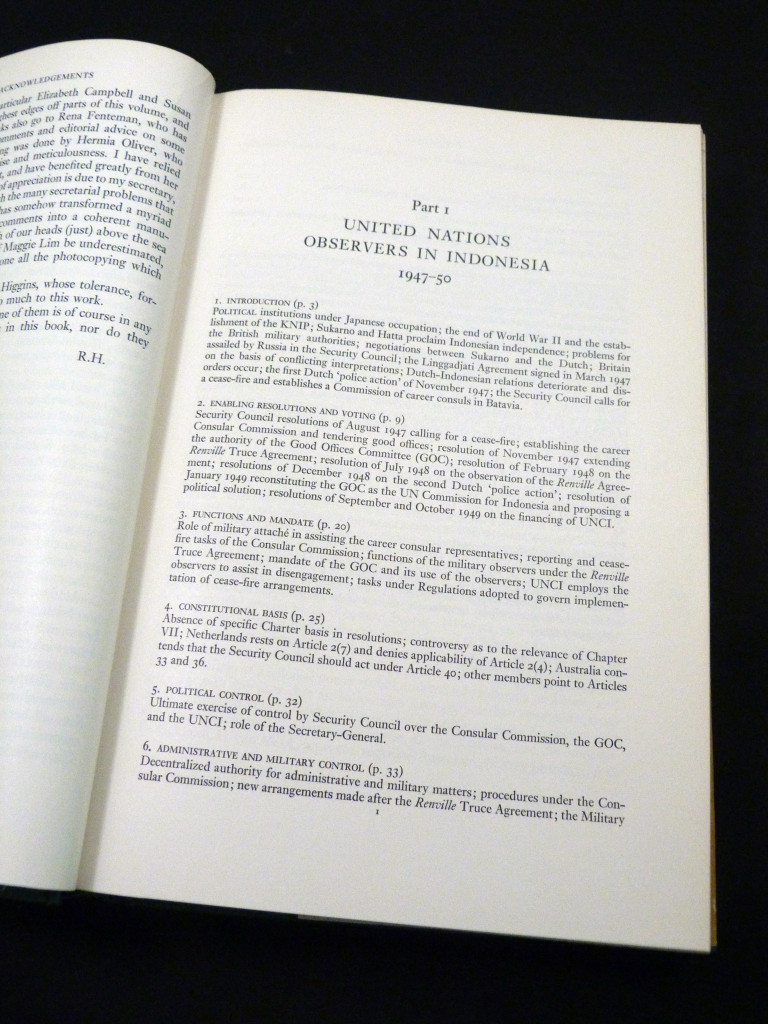 ACKNOWLEDGEMENTS
articular Elizabeth Campbell and Susan
ghest edges off parts of this volume, and
ks also go to Rena Fenteman, who has
mments and editorial advice on some
ng was done by Hermia Oliver, who
ise and meticulousness. I have relied
, and have benefited greatly from her
of appreciation is due to my secretary,
h the many secretarial problems that
has somehow transformed a myriad
comments into a coherent manu-
h of our heads (just) above the sea
f Maggie Lim be underestimated,
one all the photocopying which
Higgins, whose tolerance, for-
o much to this work.
ne of them is of course in any
in this book, nor do they
R.H.
Part 1
UNITED NATIONS
OBSERVERS IN INDONESIA
1947–50
1. INTRODUCTION (p. 3)
POLITICAL institutions under Japanese occupation; the end of World War II and the estab-
lishment of the KNIP; Sukarno and Hatta proclaim Indonesian independence; problems for
the British military authorities; negotiations between Sukarno and the Dutch; Britain
assailed by Russia in the Security Council; the Linggadjati Agreement signed in March 1947
on the basis of conflicting interpretations; Dutch-Indonesian relations deteriorate and dis-
orders occur; the first Dutch ‘police action’ of November 1947; the Security Council calls for
a cease-fire and establishes a Commission of career consuls in Batavia.
2. ENABLING RESOLUTIONS AND VOTING (p. 9)
Security Council resolutions of August 1947 calling for a cease-fire; establishing the career
Consular Commission and tendering good offices; resolution of November 1947 extending
the authority of the Good Offices Committee (GOC); resolution of February 1948 on the
Renville Truce Agreement; resolution of July 1948 on the observation of the Renville Agree-
ment; resolutions of December 1948 on the second Dutch ‘police action’; resolution of
January 1949 reconstituting the GOC as the UN Commission for Indonesia and proposing a
political solution; resolutions of September and October 1949 on the financing of UNCI.
3. FUNCTIONS AND MANDATE (p. 20)
Role of military attaché in assisting the career consular representatives; reporting and cease-
fire tasks of the Consular Commission; functions of the military observers under the Renville
Truce Agreement; mandate of the GOC and its use of the observers; UNCI employs the
observers to assist in disengagement; tasks under Regulations adopted to govern implemen-
tation of cease-fire arrangements.
4. CONSTITUTIONAL BASIS (p. 25)
Absence of specific Charter basis in resolutions; controversy as to the relevance of Chapter
VII; Netherlands rests on Article 2(7) and denies applicability of Article 2(4); Australia con-
tends that the Security Council should act under Article 40; other members point to Articles
33 and 36.
5. POLITICAL CONTROL (p. 32)
Ultimate exercise of control by Security Council over the Consular Commission, the GOC,
and the UNCI; role of the Secretary-General.
6. ADMINISTRATIVE AND MILITARY CONTROL (p. 33)
Decentralized authority for administrative and military matters; procedures under the Con-
sular Commission; new arrangements made after the Renville Truce Agreement; the Military
1